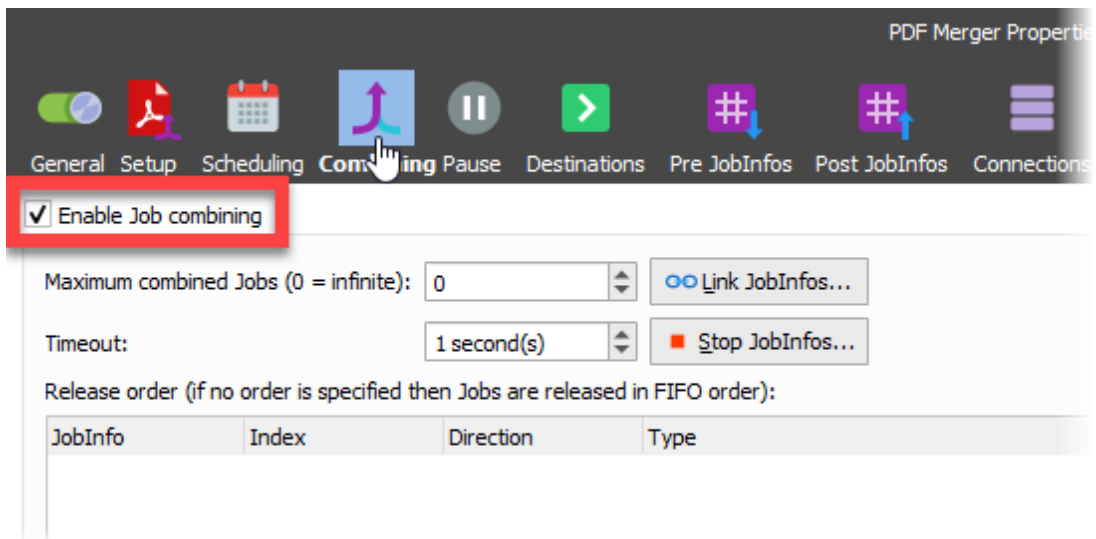 PDF Merger Properties
General Setup Scheduling Combining Pause Destinations Pre JobInfos Post JobInfos Connections
Enable Job combining
Maximum combined Jobs (0 = infinite): 0 Link JobInfos...
Timeout: 1 second(s) Stop JobInfos...
Release order (if no order is specified then Jobs are released in FIFO order):
JobInfo Index Direction Type